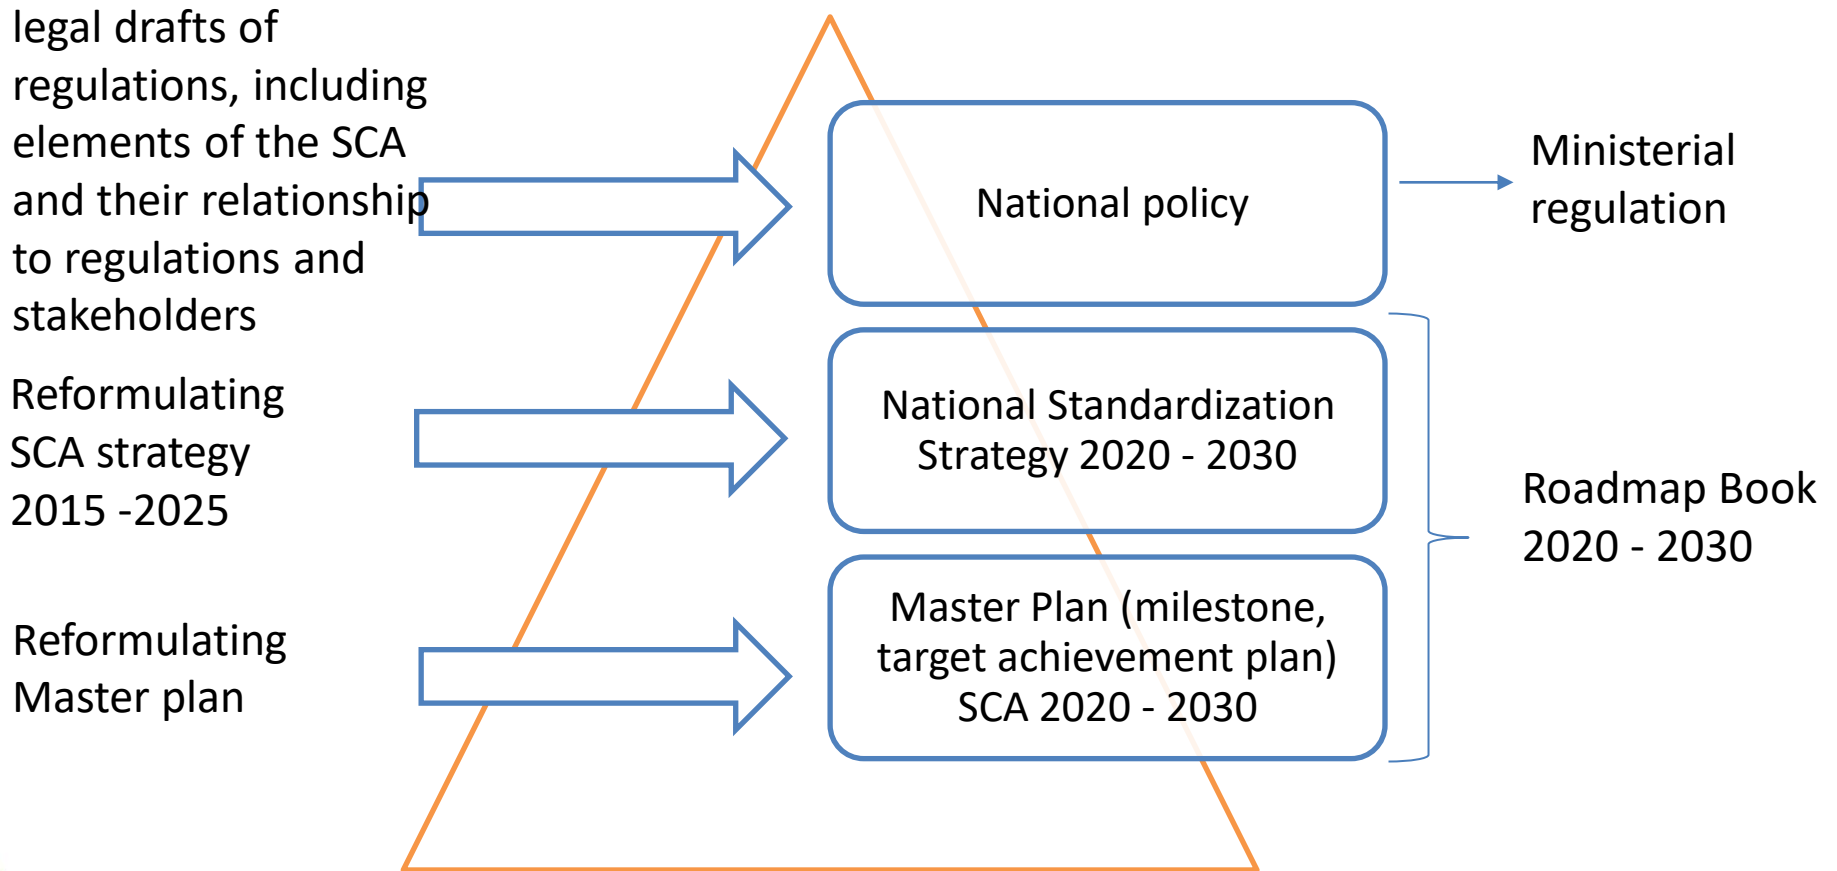 legal drafts of
regulations, including
elements of the SCA
and their relationship
to regulations and
stakeholders
National policy
Ministerial
regulation
Reformulating
SCA strategy
2015 -2025
National Standardization
Strategy 2020 - 2030
Roadmap Book
2020 - 2030
Reformulating
Master plan
Master Plan (milestone,
target achievement plan)
SCA 2020 - 2030